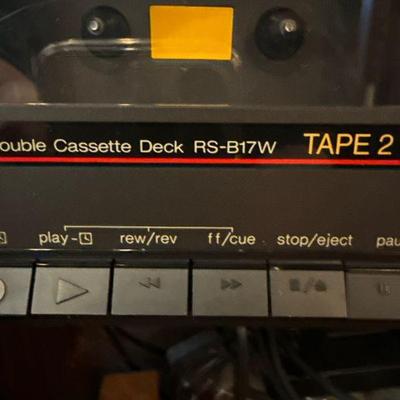 ouble Cassette Deck RS-B17W TAPE 2
play- rew/rev ff/cue stop/eject pau